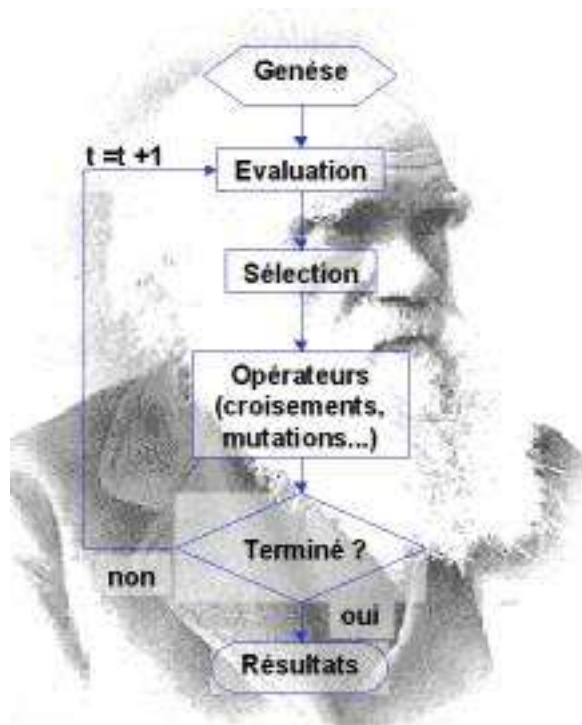 Genése
t =t +1
Evaluation
Sélection
Opérateurs
(croisements,
mutations...)
Terminé ?
non
oui
Résultats